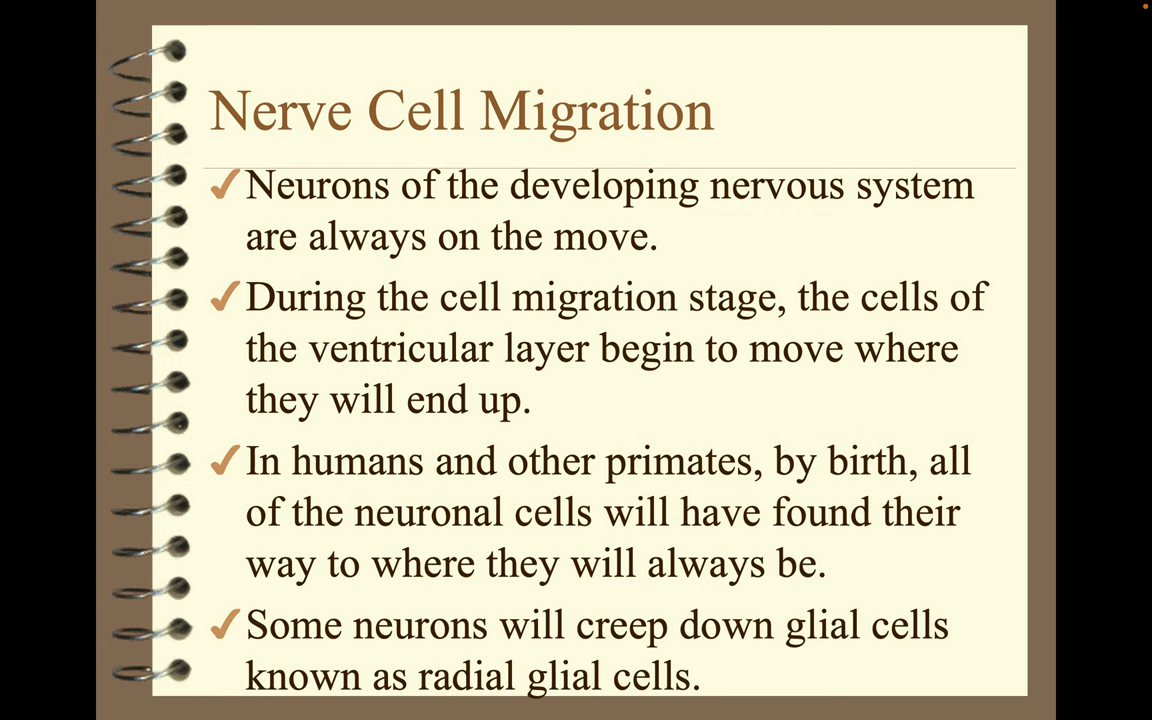 Nerve Cell Migration
✓Neurons of the developing nervous system
are always on the move.
✓During the cell migration stage, the cells of
the ventricular layer begin to move where
they will end up.
✓In humans and other primates, by birth, all
of the neuronal cells will have found their
way to where they will always be.
✓Some neurons will creep down glial cells
known as radial glial cells.